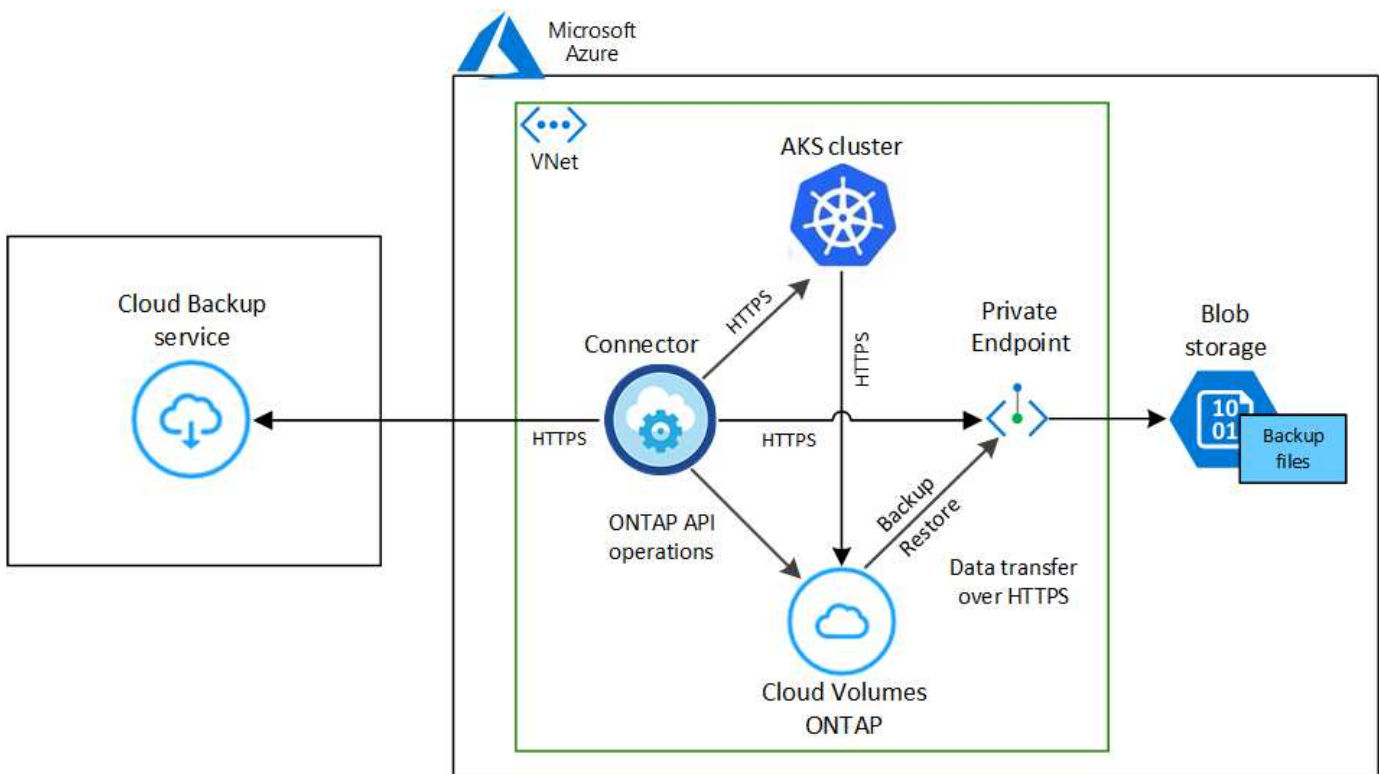 Microsoft
Azure
VNet
AKS cluster
Cloud Backup
service
Connector
HTTPS
HTTPS
Private
Endpoint
Blob
storage
10
01
Backup
files
HTTPS
HTTPS
ONTAP API
operations
Backup
Restore
Data transfer
over HTTPS
Cloud Volumes
ONTAP